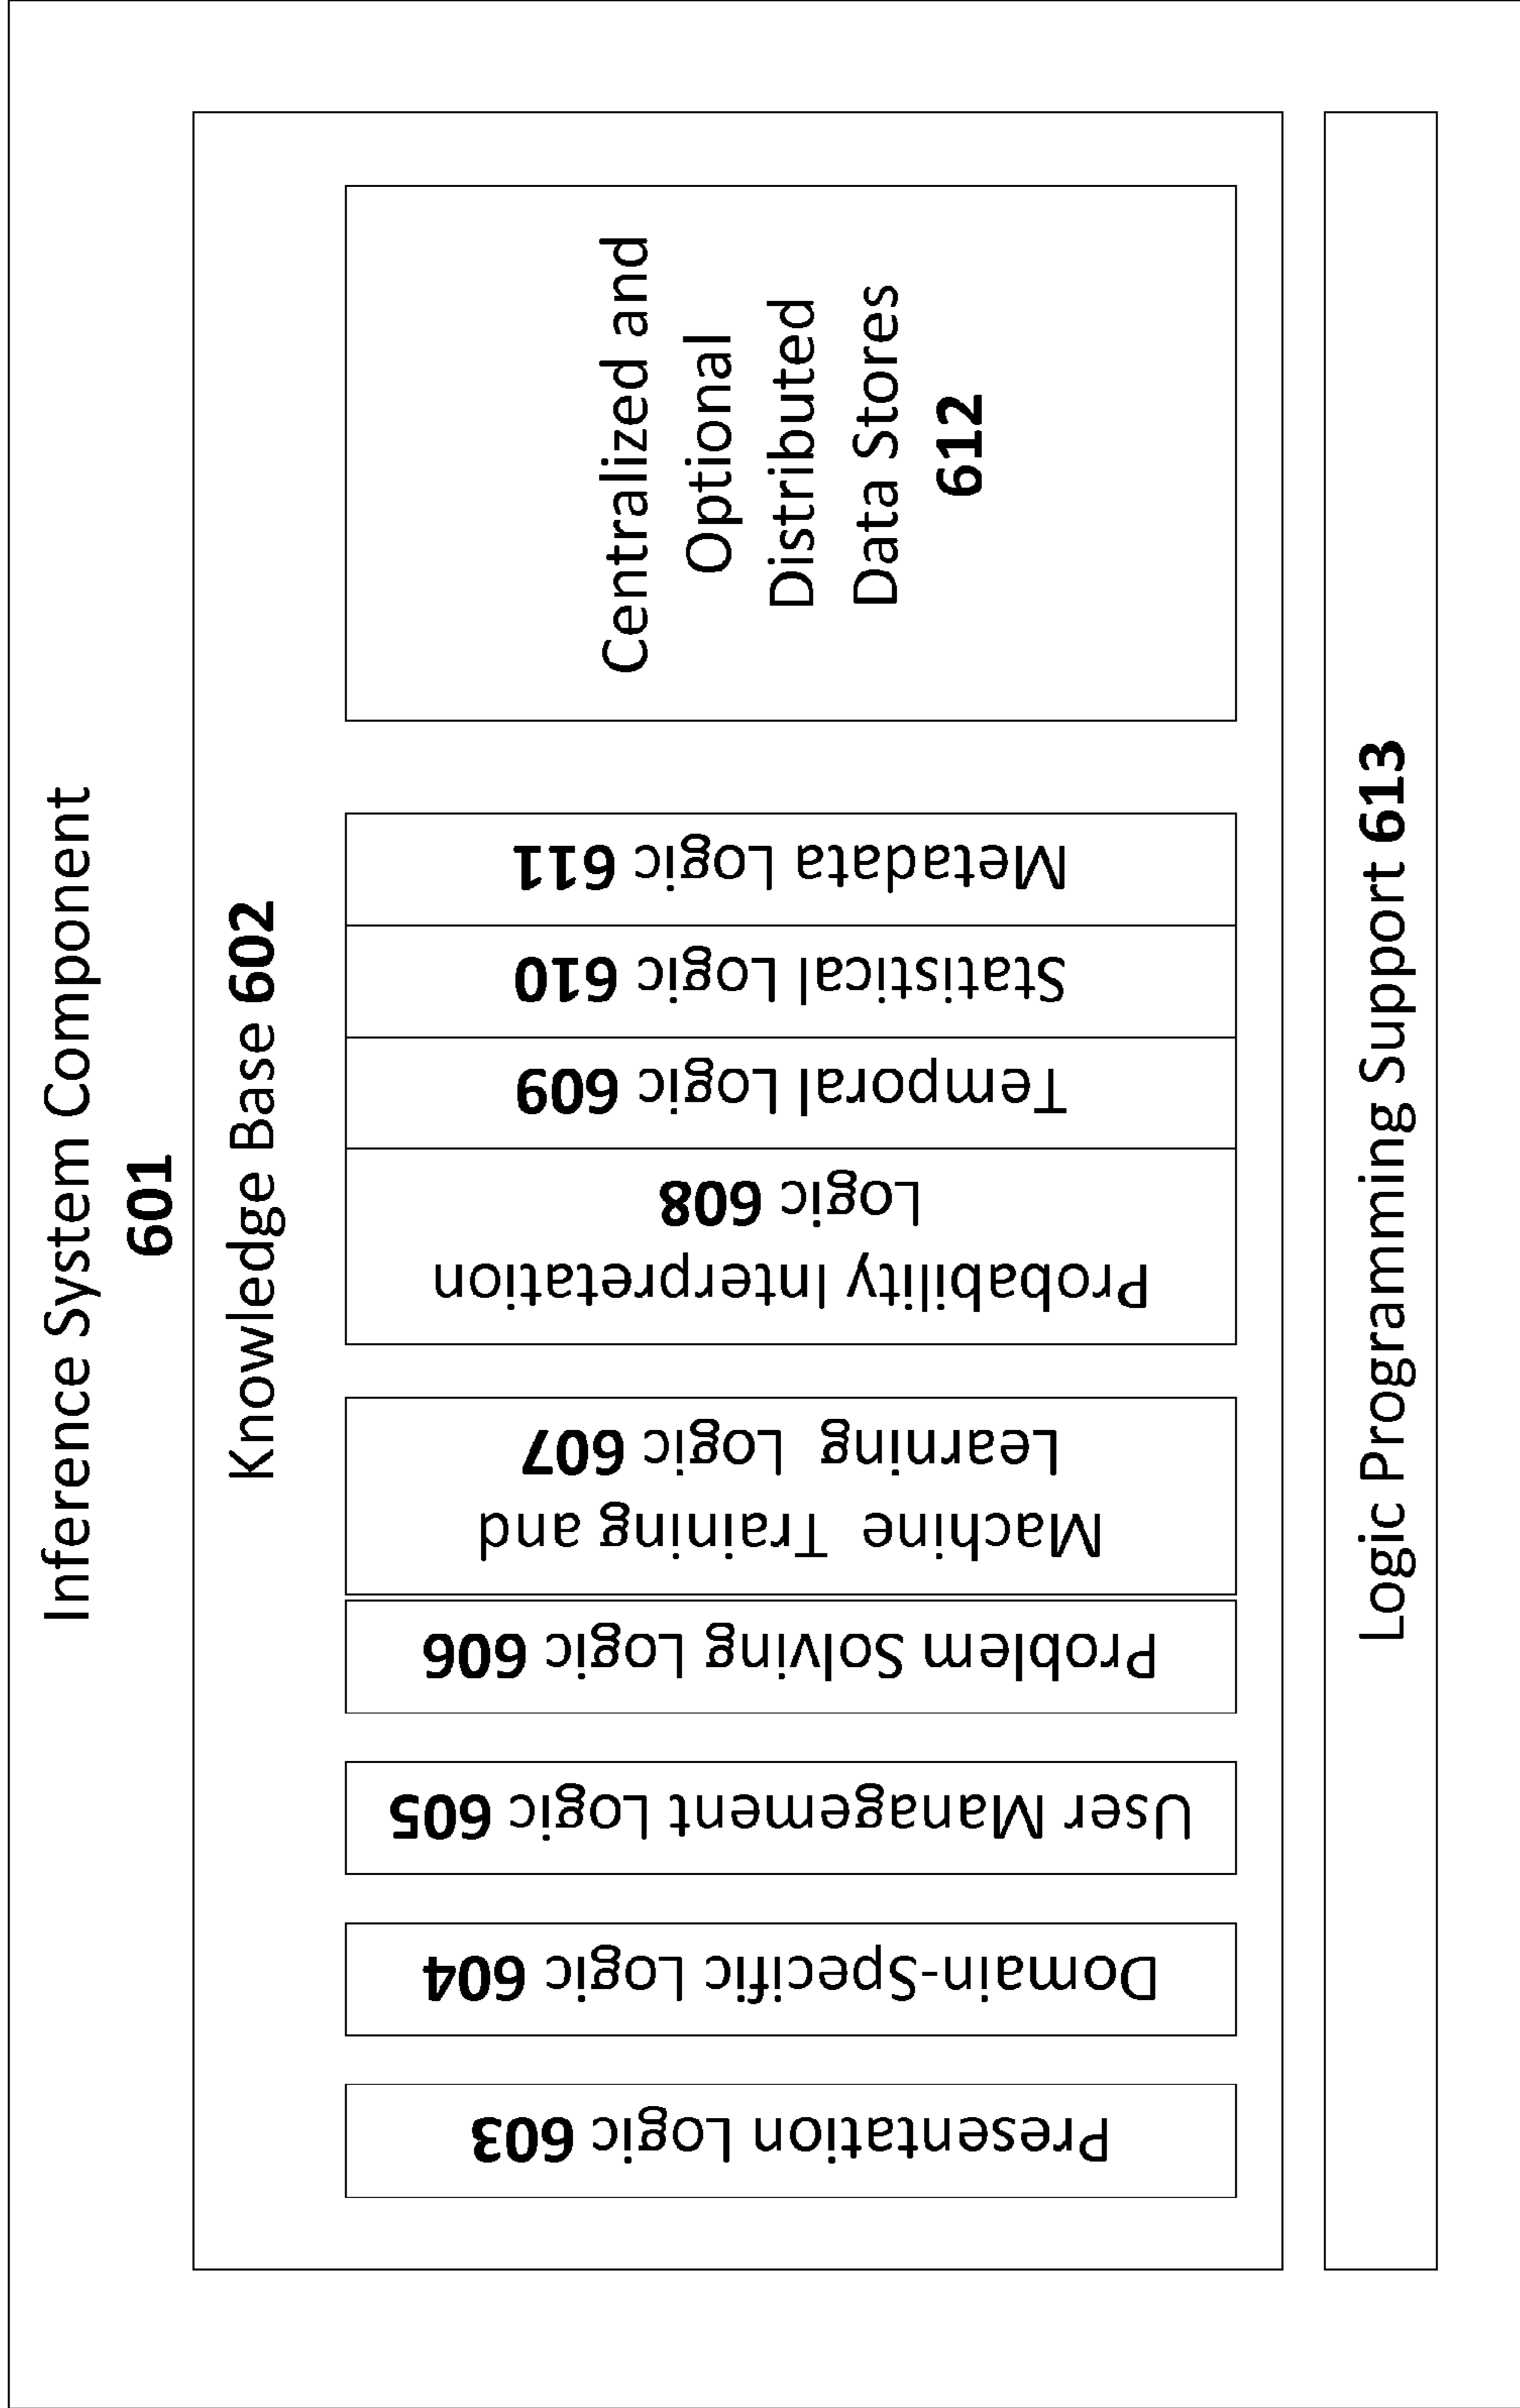 Inference System Component
601
Knowledge Base 602
Presentation Logic 603
Domain-Specific Logic 604
User Management Logic 605
Problem Solving Logic 606
Machine Training and
Learning Logic 607
Probability Interpretation
Logic 608
Temporal Logic 609
Statistical Logic 610
Metadata Logic 611
Centralized and
Optional
Distributed
Data Stores
612
Logic Programming Support 613